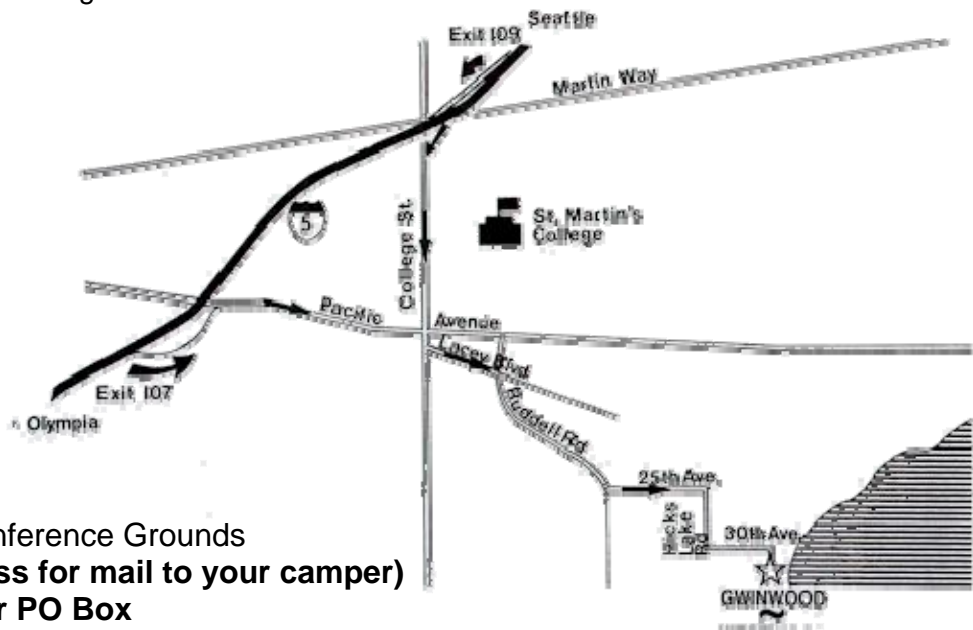 Seattle
Exit 109
Martin Way
5
College St.
St. Martin's
College
Pacific
Avenue
Lacey Blvd
Exit 107
Olympia
Ruddell Rd
25th Ave.
Hicks
Lake
Rd
30th Ave.
nference Grounds
ss for mail to your camper)
r PO Box
GWINWOOD